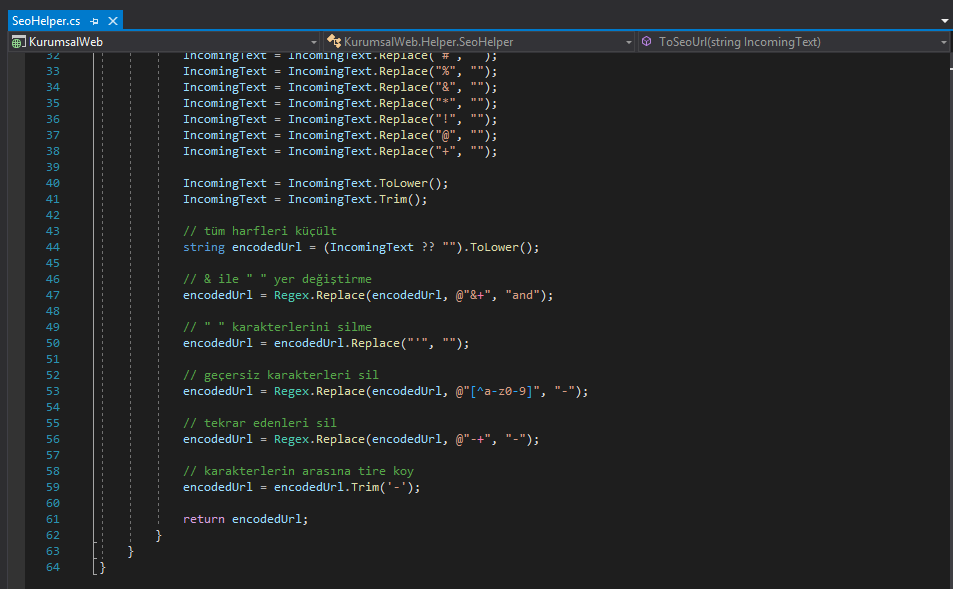 SeoHelper.cs
KurumsalWeb KurumsalWeb.Helper.SeoHelper ToSeoUrl(string IncomingText)
32 IncomingText = IncomingText.Replace("#", "");
33 IncomingText = IncomingText.Replace("%", "");
34 IncomingText = IncomingText.Replace("&", "");
35 IncomingText = IncomingText.Replace("*", "");
36 IncomingText = IncomingText.Replace("!", "");
37 IncomingText = IncomingText.Replace("@", "");
38 IncomingText = IncomingText.Replace("+", "");
39
40 IncomingText = IncomingText.ToLower();
41 IncomingText = IncomingText.Trim();
42
43 // tüm harfleri küçült
44 string encodedUrl = (IncomingText ?? "").ToLower();
45
46 // & ile " " yer değiştirme
47 encodedUrl = Regex.Replace(encodedUrl, @"&+", "and");
48
49 // " " karakterlerini silme
50 encodedUrl = encodedUrl.Replace("'", "");
51
52 // geçersiz karakterleri sil
53 encodedUrl = Regex.Replace(encodedUrl, @"[^a-z0-9]", "-");
54
55 // tekrar edenleri sil
56 encodedUrl = Regex.Replace(encodedUrl, @"-+", "-");
57
58 // karakterlerin arasına tire koy
59 encodedUrl = encodedUrl.Trim('-');
60
61 return encodedUrl;
62 }
63 }
64 }